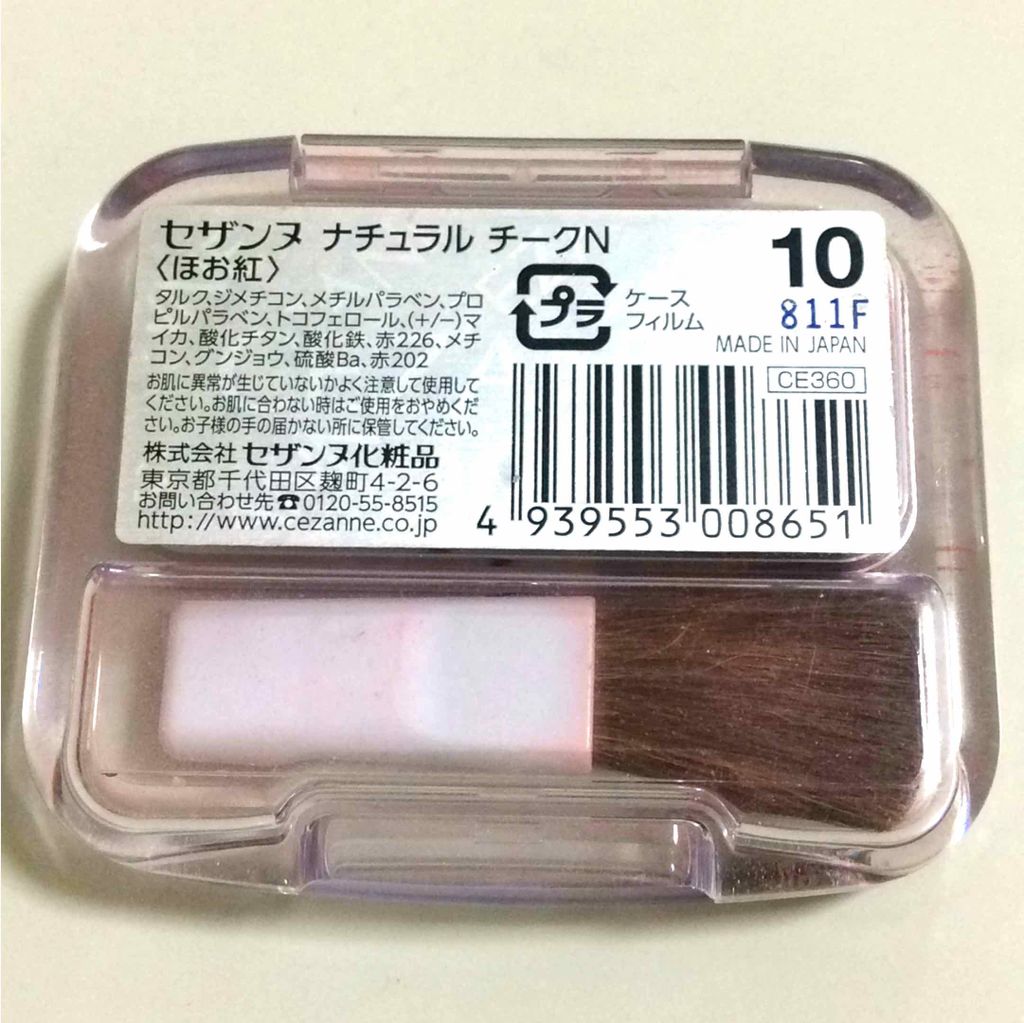 セザンヌ ナチュラル チークN
〈ほお紅〉
タルク、ジメチコン、メチルパラベン、プロ
ピルパラベン、トコフェロール、(+/−)マ
イカ、酸化チタン、酸化鉄、赤226、メチ
コン、グンジョウ、硫酸Ba、赤202
お肌に異常が生じていないかよく注意して使用して
ください。お肌に合わない時はご使用をおやめくだ
さい。お子様の手の届かない所に保管してください。
株式会社 セザンヌ化粧品
東京都千代田区麹町4-2-6
お問い合わせ先☎0120-55-8515
http://www.cezanne.co.jp
プラ
ケース
フィルム
10
811F
MADE IN JAPAN
CE360
4 939553 008651